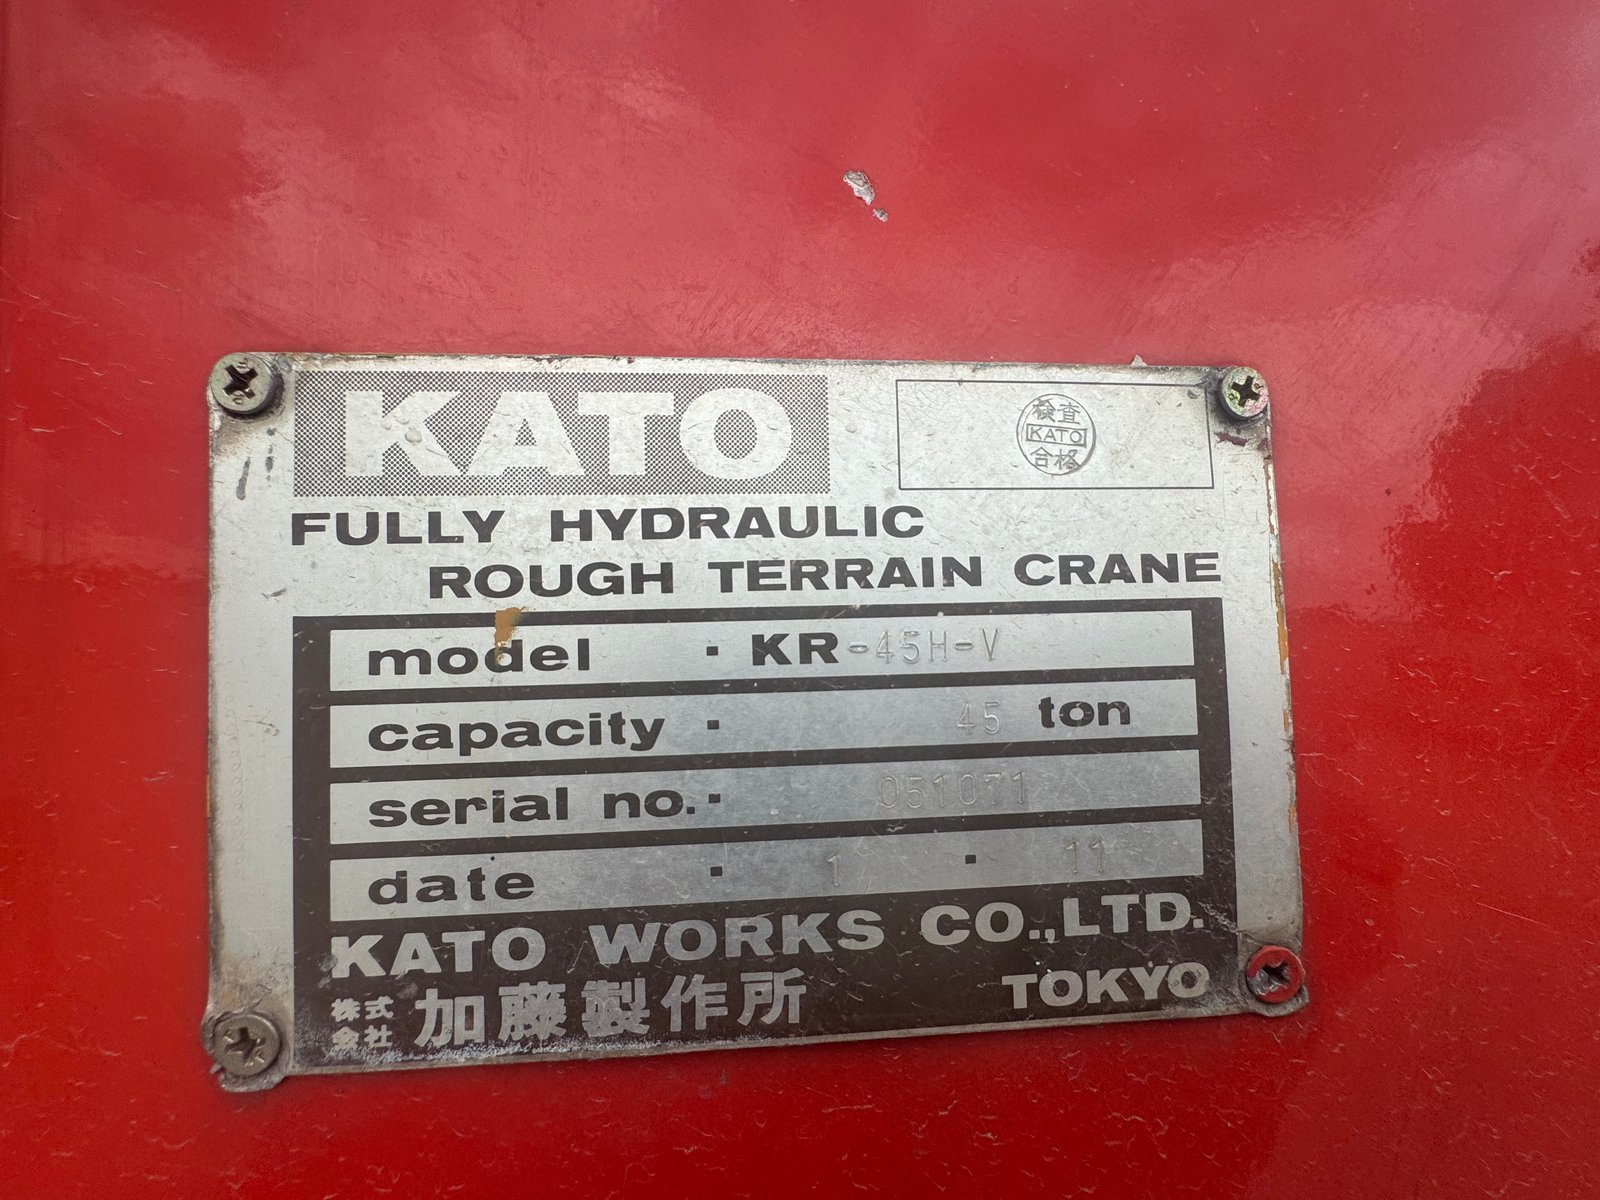 KATO
検査
KATO
合格
FULLY HYDRAULIC
ROUGH TERRAIN CRANE
model · KR-45H-V
capacity · 45 ton
serial no. · 051071
date · 1 · 11
KATO WORKS CO.,LTD.
株式会社 加藤製作所 TOKYO